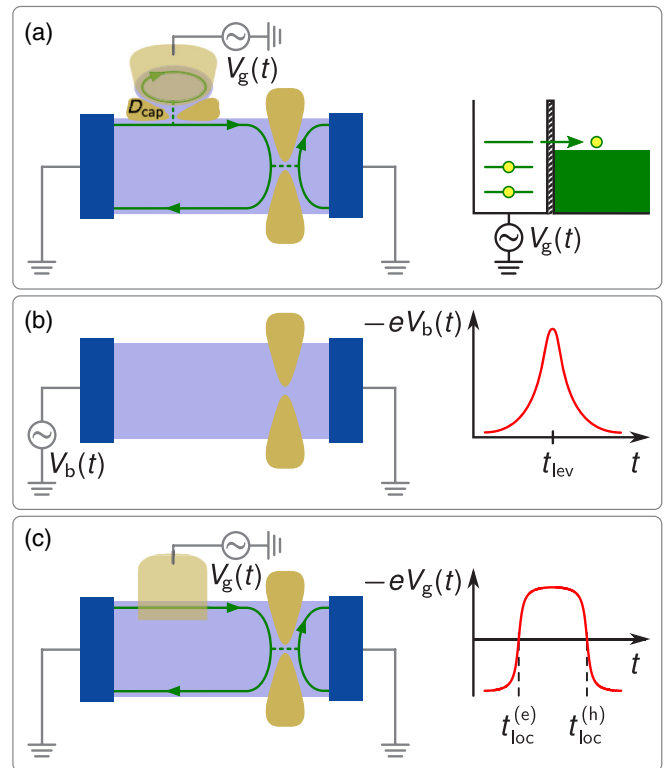 (a)
V_g(t)
D_cap
V_g(t)
(b)
−eV_b(t)
V_b(t)
t_lev
t
(c)
V_g(t)
−eV_g(t)
t
t_loc^(e)
t_loc^(h)